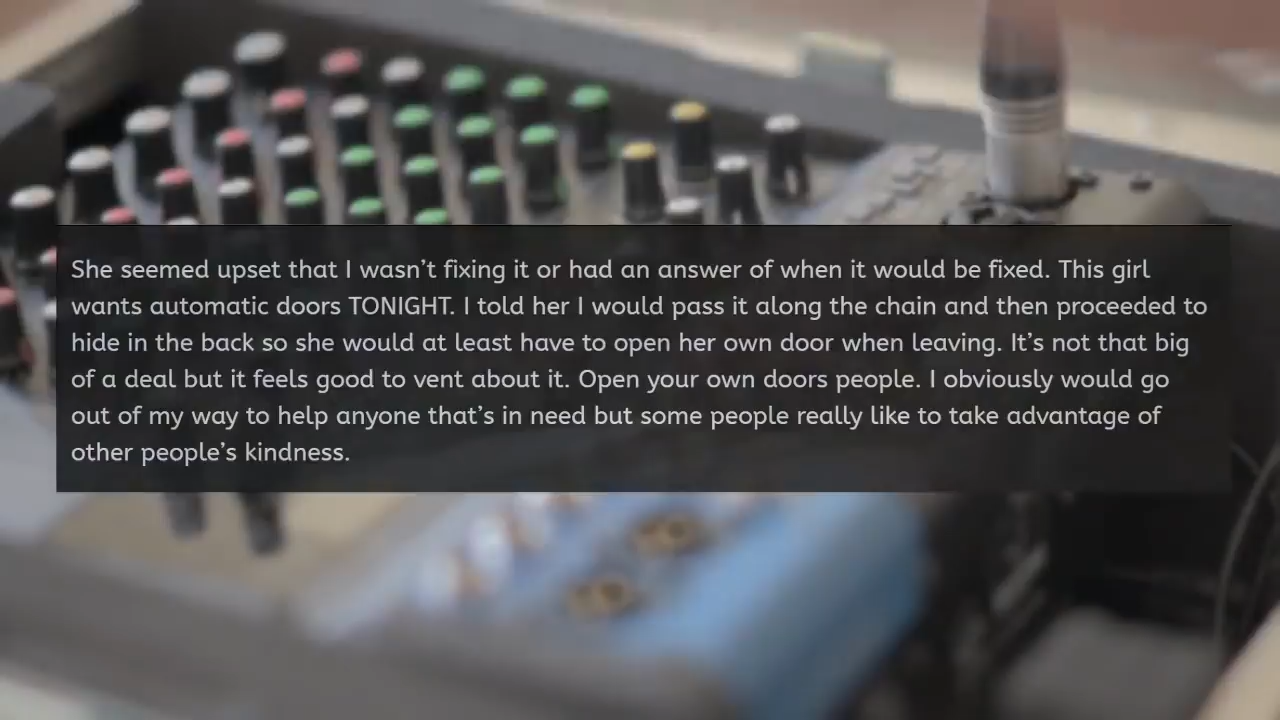 She seemed upset that I wasn’t fixing it or had an answer of when it would be fixed. This girl
wants automatic doors TONIGHT. I told her I would pass it along the chain and then proceeded to
hide in the back so she would at least have to open her own door when leaving. It’s not that big
of a deal but it feels good to vent about it. Open your own doors people. I obviously would go
out of my way to help anyone that’s in need but some people really like to take advantage of
other people’s kindness.